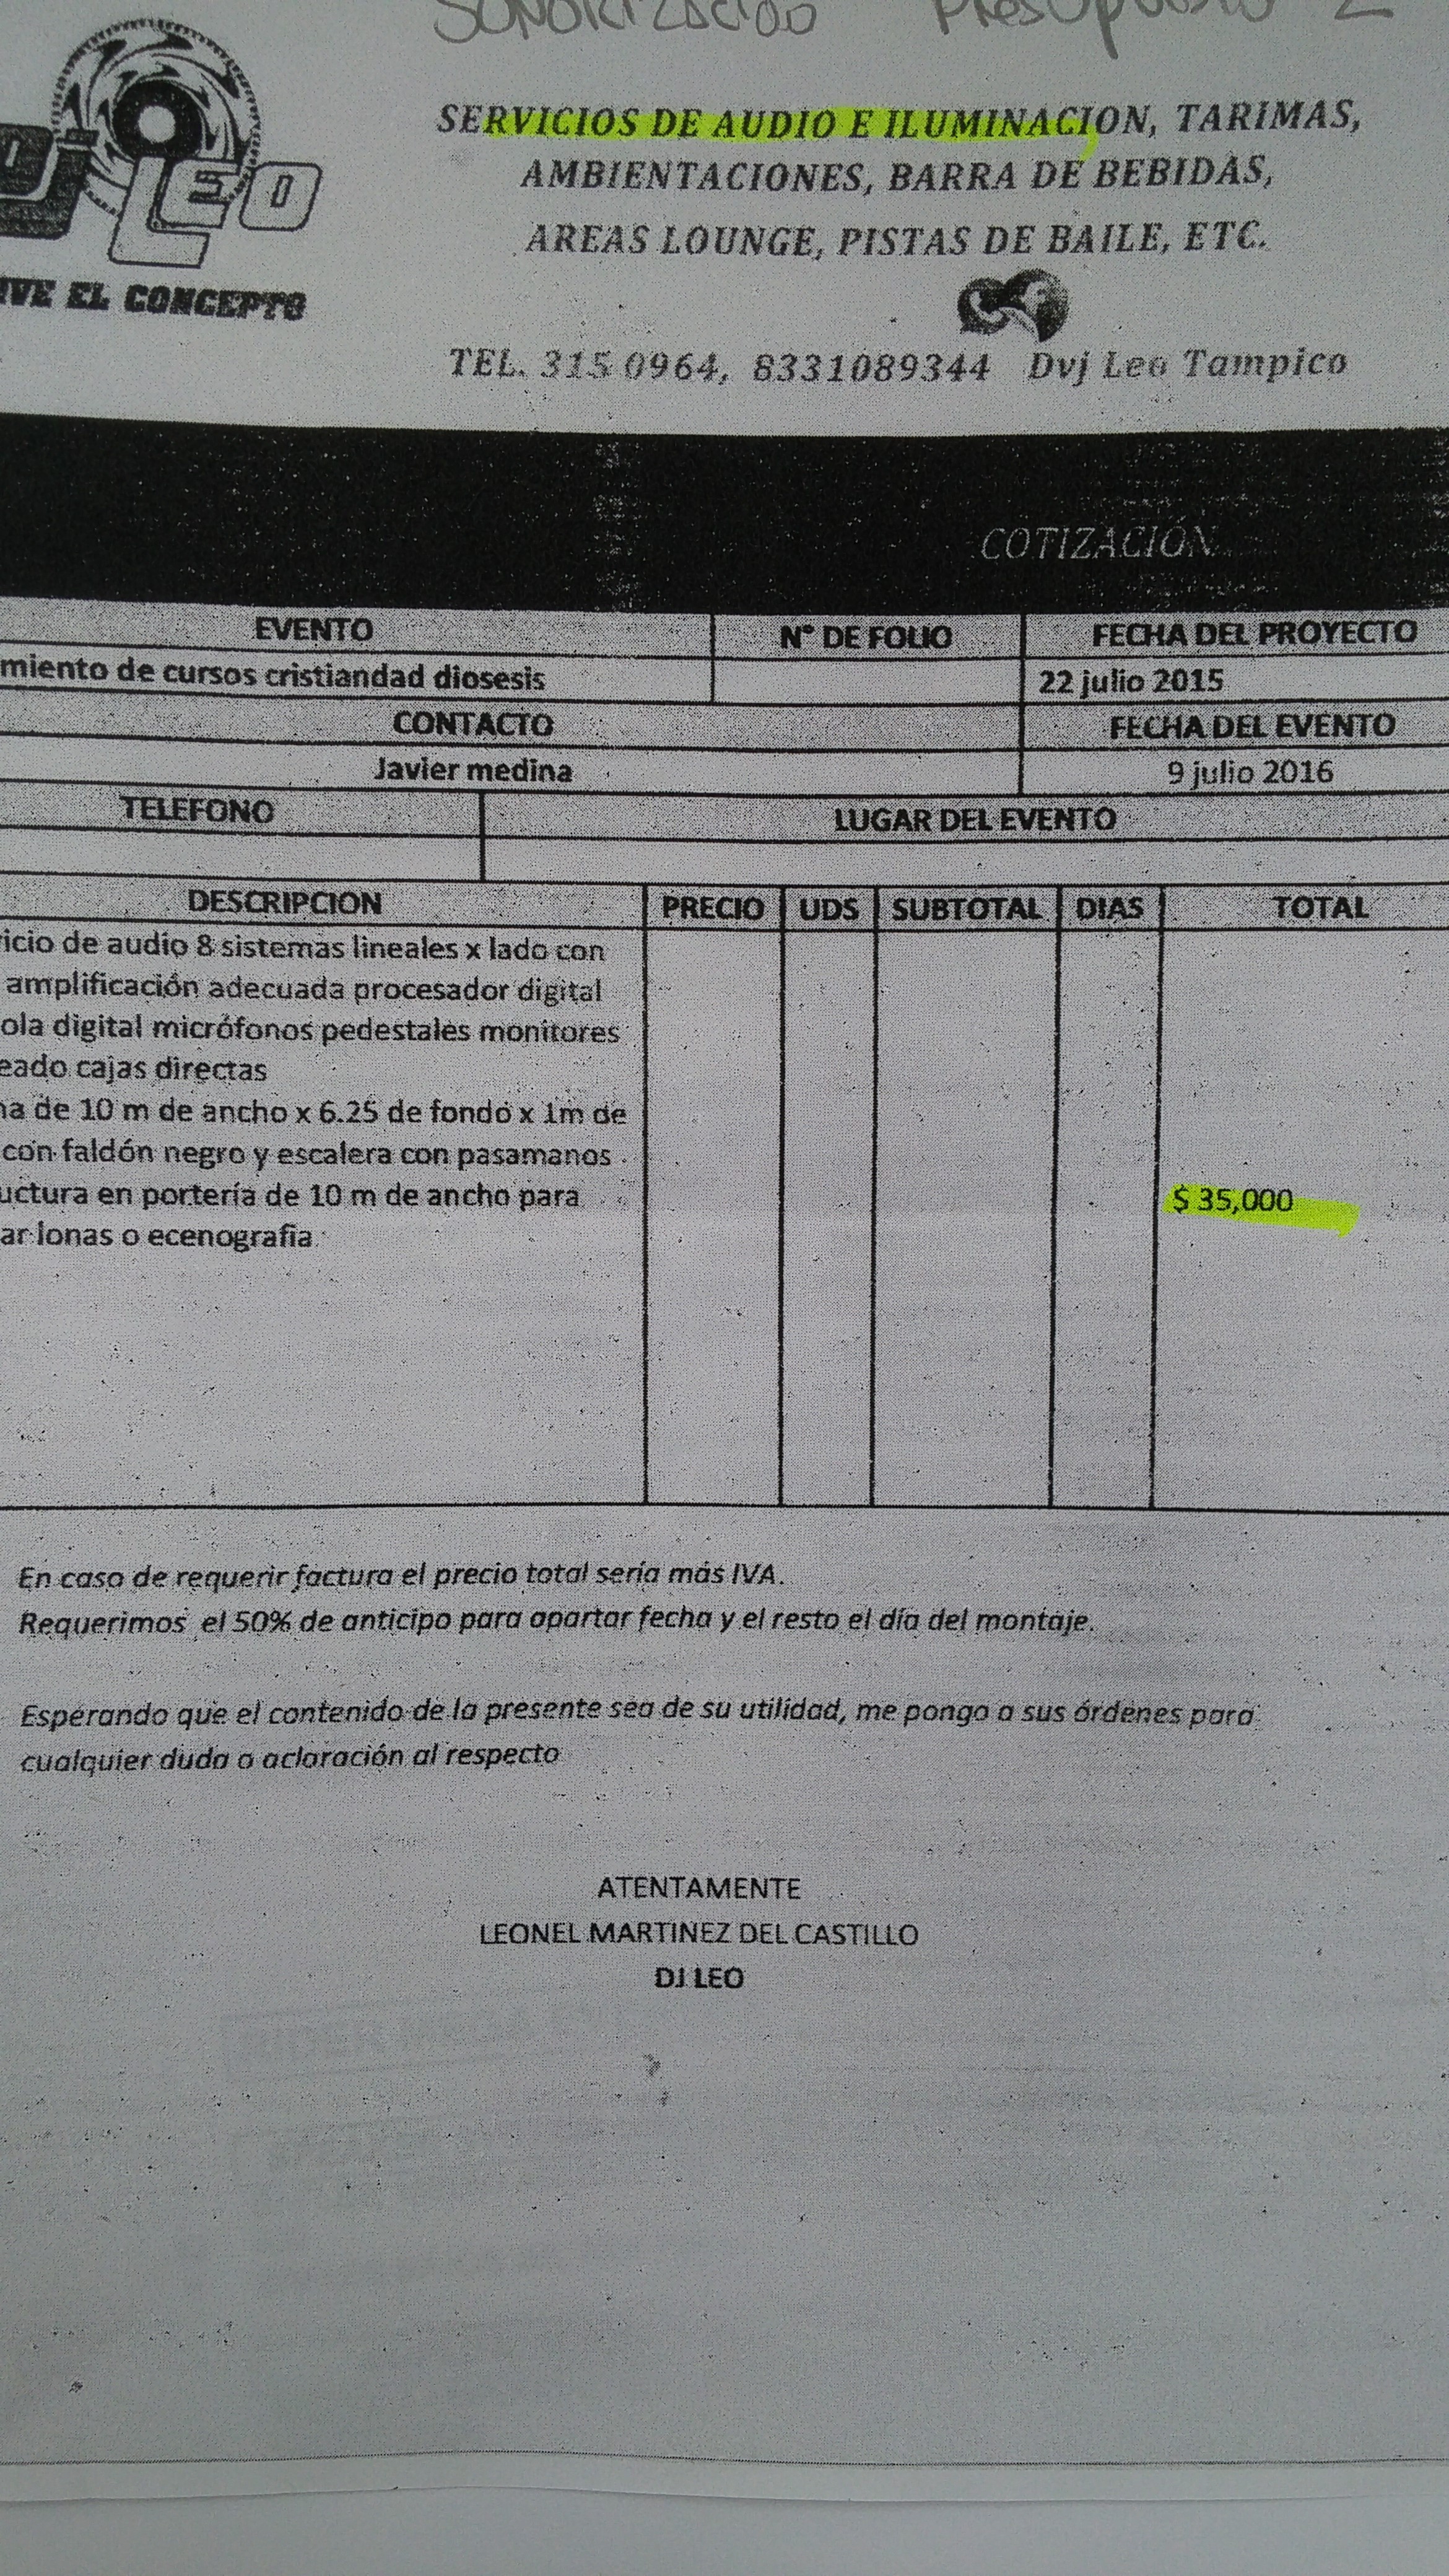 Sonorización Presupuesto 2
SERVICIOS DE AUDIO E ILUMINACION, TARIMAS,
AMBIENTACIONES, BARRA DE BEBIDAS,
AREAS LOUNGE, PISTAS DE BAILE, ETC.
DJ LEO
IVE EL CONCEPTO
TEL. 315 0964, 8331089344 Dvj Leo Tampico
COTIZACIÓN
EVENTO N° DE FOLIO FECHA DEL PROYECTO
miento de cursos cristiandad diosesis 22 julio 2015
CONTACTO FECHA DEL EVENTO
Javier medina 9 julio 2016
TELEFONO LUGAR DEL EVENTO
DESCRIPCION PRECIO UDS SUBTOTAL DIAS TOTAL
icio de audio 8 sistemas lineales x lado con
amplificación adecuada procesador digital
ola digital micrófonos pedestales monitores
eado cajas directas
na de 10 m de ancho x 6.25 de fondo x 1m de
con faldón negro y escalera con pasamanos
uctura en portería de 10 m de ancho para $ 35,000
ar lonas o ecenografia
En caso de requerir factura el precio total sería más IVA.
Requerimos el 50% de anticipo para apartar fecha y el resto el día del montaje.
Esperando que el contenido de la presente sea de su utilidad, me pongo a sus órdenes para
cualquier duda o aclaración al respecto
ATENTAMENTE
LEONEL MARTINEZ DEL CASTILLO
DJ LEO